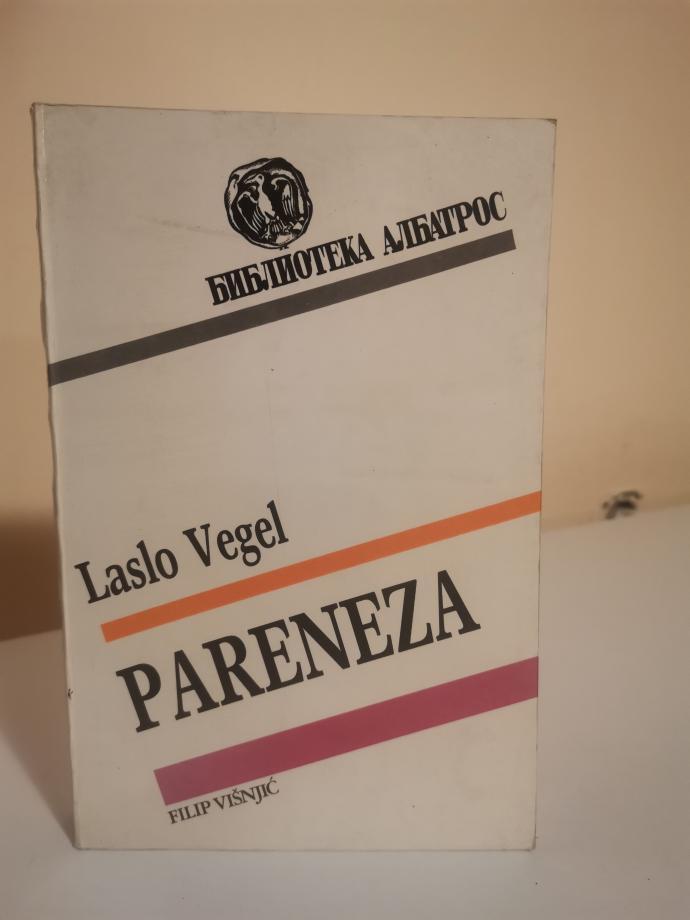 БИБЛИОТЕКА АЛБАТРОС
Laslo Vegel
PARENEZA
FILIP VIŠNJIĆ